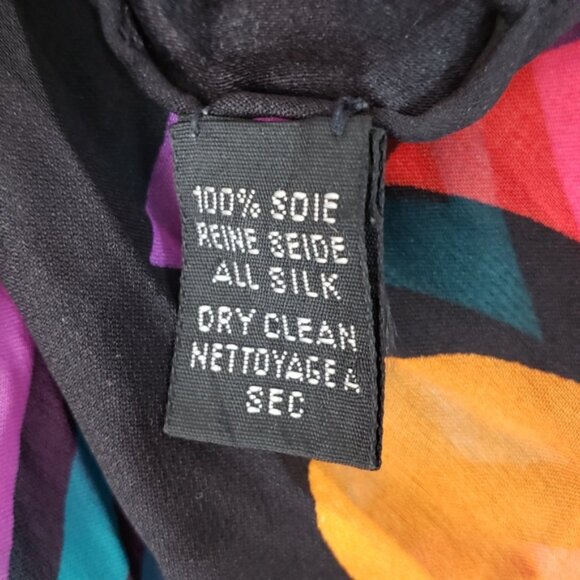 100% SOIE
REINE SEIDE
ALL SILK
DRY CLEAN
NETTOYAGE A
SEC